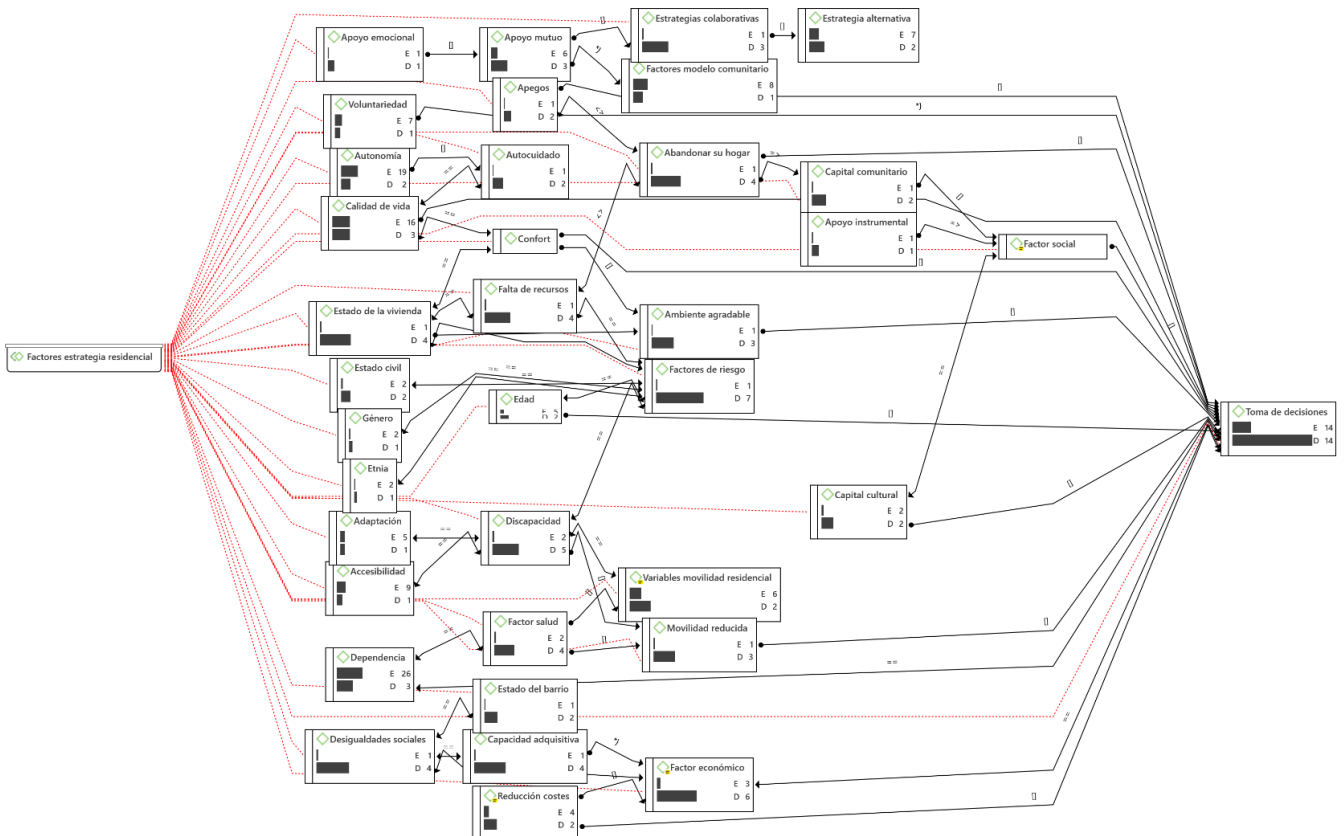 Factores estrategia residencial
Apoyo emocional
E 1
D 1
Apoyo mutuo
E 6
D 3
Estrategias colaborativas
E 1
D 3
Estrategia alternativa
E 7
D 2
Factores modelo comunitario
E 8
D 1
Apegos
E 1
D 2
Voluntariedad
E 7
D 1
Autonomía
E 19
D 2
Autocuidado
E 1
D 2
Abandonar su hogar
E 1
D 4
Capital comunitario
E 1
D 2
Calidad de vida
E 16
D 3
Apoyo instrumental
E 1
D 1
Confort
Factor social
Falta de recursos
E 1
D 4
Estado de la vivienda
E 1
D 4
Ambiente agradable
E 1
D 3
Estado civil
E 2
D 2
Factores de riesgo
E 1
D 7
Edad
E 5
D 2
Género
E 2
D 1
Toma de decisiones
E 14
D 14
Etnia
E 2
D 1
Capital cultural
E 2
D 2
Adaptación
E 5
D 1
Discapacidad
E 2
D 5
Accesibilidad
E 9
D 1
Variables movilidad residencial
E 6
D 2
Factor salud
E 2
D 4
Movilidad reducida
E 1
D 3
Dependencia
E 26
D 3
Estado del barrio
E 1
D 2
Desigualdades sociales
E 1
D 4
Capacidad adquisitiva
E 1
D 4
Factor económico
E 3
D 6
Reducción costes
E 4
D 2
[]
[]
[]
*}
[]
*}
<>
[]
[]
==
=>
[]
=>
==
<>
[]
[]
[]
==
==
==
[]
==
==
==
==
[]
==
[]
==
==
==
[]
[]
[]
==
[]
==
==
==
*}
[]
==
[]